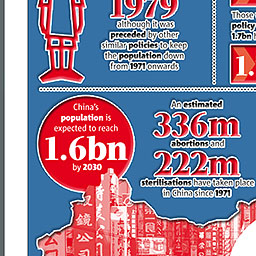 1979
although it was
preceded by other
similar policies to keep
the population down
from 1971 onwards
Those
policy
1.7bn
1.
China's
population is
expected to reach
1.6bn
by 2030
An estimated
336m
abortions and
222m
sterilisations have taken place
in China since 1971